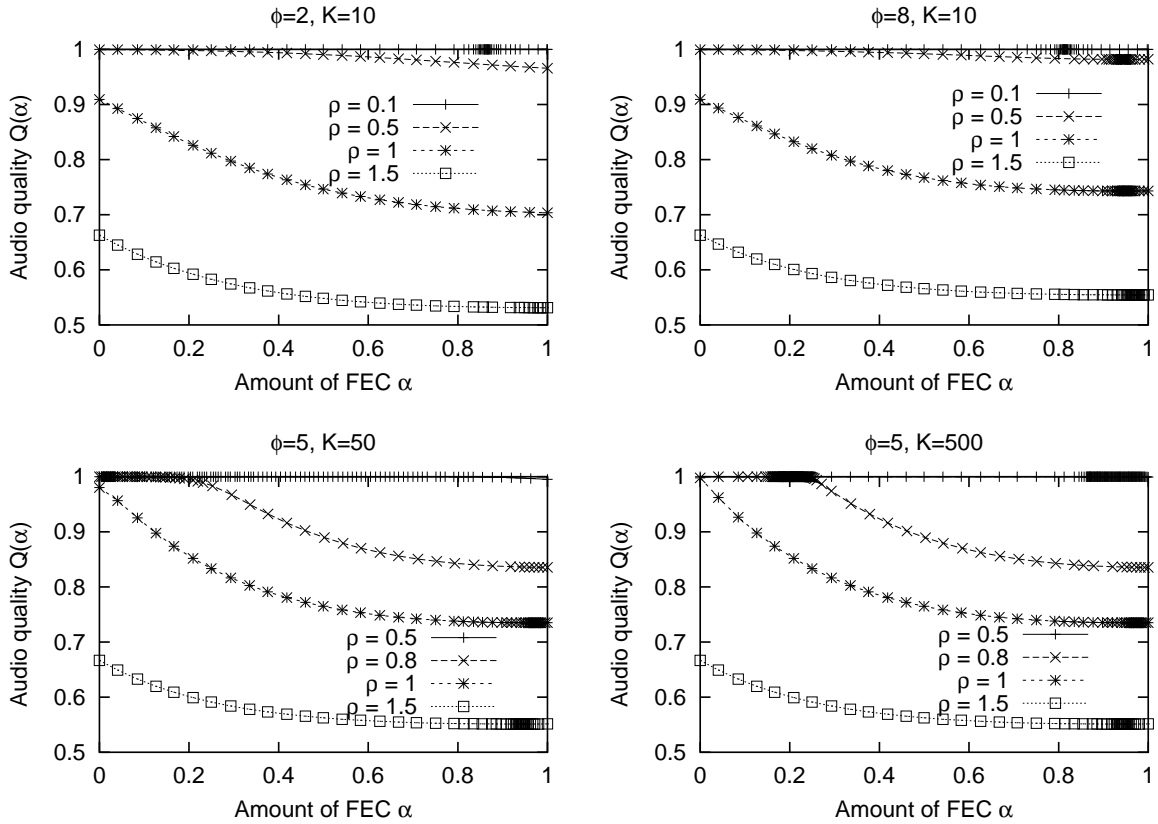 ϕ=2, K=10
1
0.9
0.8
0.7
0.6
0.5
Audio quality Q(α)
ρ = 0.1
ρ = 0.5
ρ = 1
ρ = 1.5
0 0.2 0.4 0.6 0.8 1
Amount of FEC α
ϕ=8, K=10
1
0.9
0.8
0.7
0.6
0.5
Audio quality Q(α)
ρ = 0.1
ρ = 0.5
ρ = 1
ρ = 1.5
0 0.2 0.4 0.6 0.8 1
Amount of FEC α
ϕ=5, K=50
1
0.9
0.8
0.7
0.6
0.5
Audio quality Q(α)
ρ = 0.5
ρ = 0.8
ρ = 1
ρ = 1.5
0 0.2 0.4 0.6 0.8 1
Amount of FEC α
ϕ=5, K=500
1
0.9
0.8
0.7
0.6
0.5
Audio quality Q(α)
ρ = 0.5
ρ = 0.8
ρ = 1
ρ = 1.5
0 0.2 0.4 0.6 0.8 1
Amount of FEC α